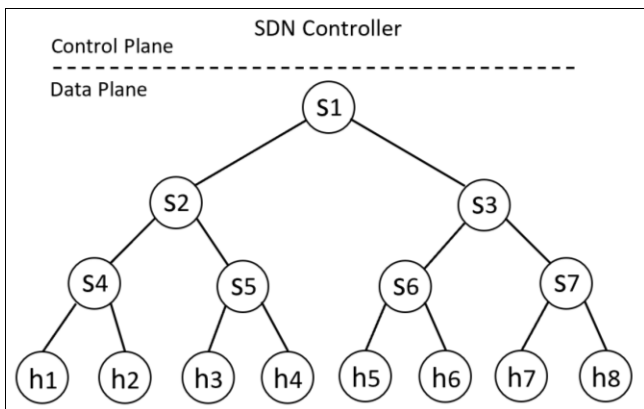 SDN Controller
Control Plane
Data Plane
S1
S2 S3
S4 S5 S6 S7
h1 h2 h3 h4 h5 h6 h7 h8